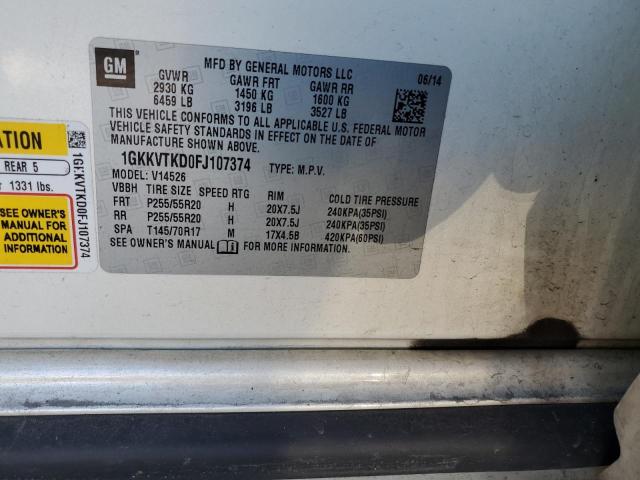 GM
MFD BY GENERAL MOTORS LLC
06/14
GVWR GAWR FRT GAWR RR
2930 KG 1450 KG 1600 KG
6459 LB 3196 LB 3527 LB
THIS VEHICLE CONFORMS TO ALL APPLICABLE U.S. FEDERAL MOTOR
VEHICLE SAFETY STANDARDS IN EFFECT ON THE DATE OF
MANUFACTURE SHOWN ABOVE.
1GKKVTKD0FJ107374 TYPE: M.P.V.
MODEL: V14526
VBBH TIRE SIZE SPEED RTG RIM COLD TIRE PRESSURE
FRT P255/55R20 H 20X7.5J 240KPA(35PSI)
RR P255/55R20 H 20X7.5J 240KPA(35PSI)
SPA T145/70R17 M 17X4.5B 420KPA(60PSI)
SEE OWNER'S MANUAL FOR MORE INFORMATION.
ATION
REAR 5
1331 lbs.
SEE OWNER'S
MANUAL FOR
ADDITIONAL
INFORMATION
1GKKVTKD0FJ107374